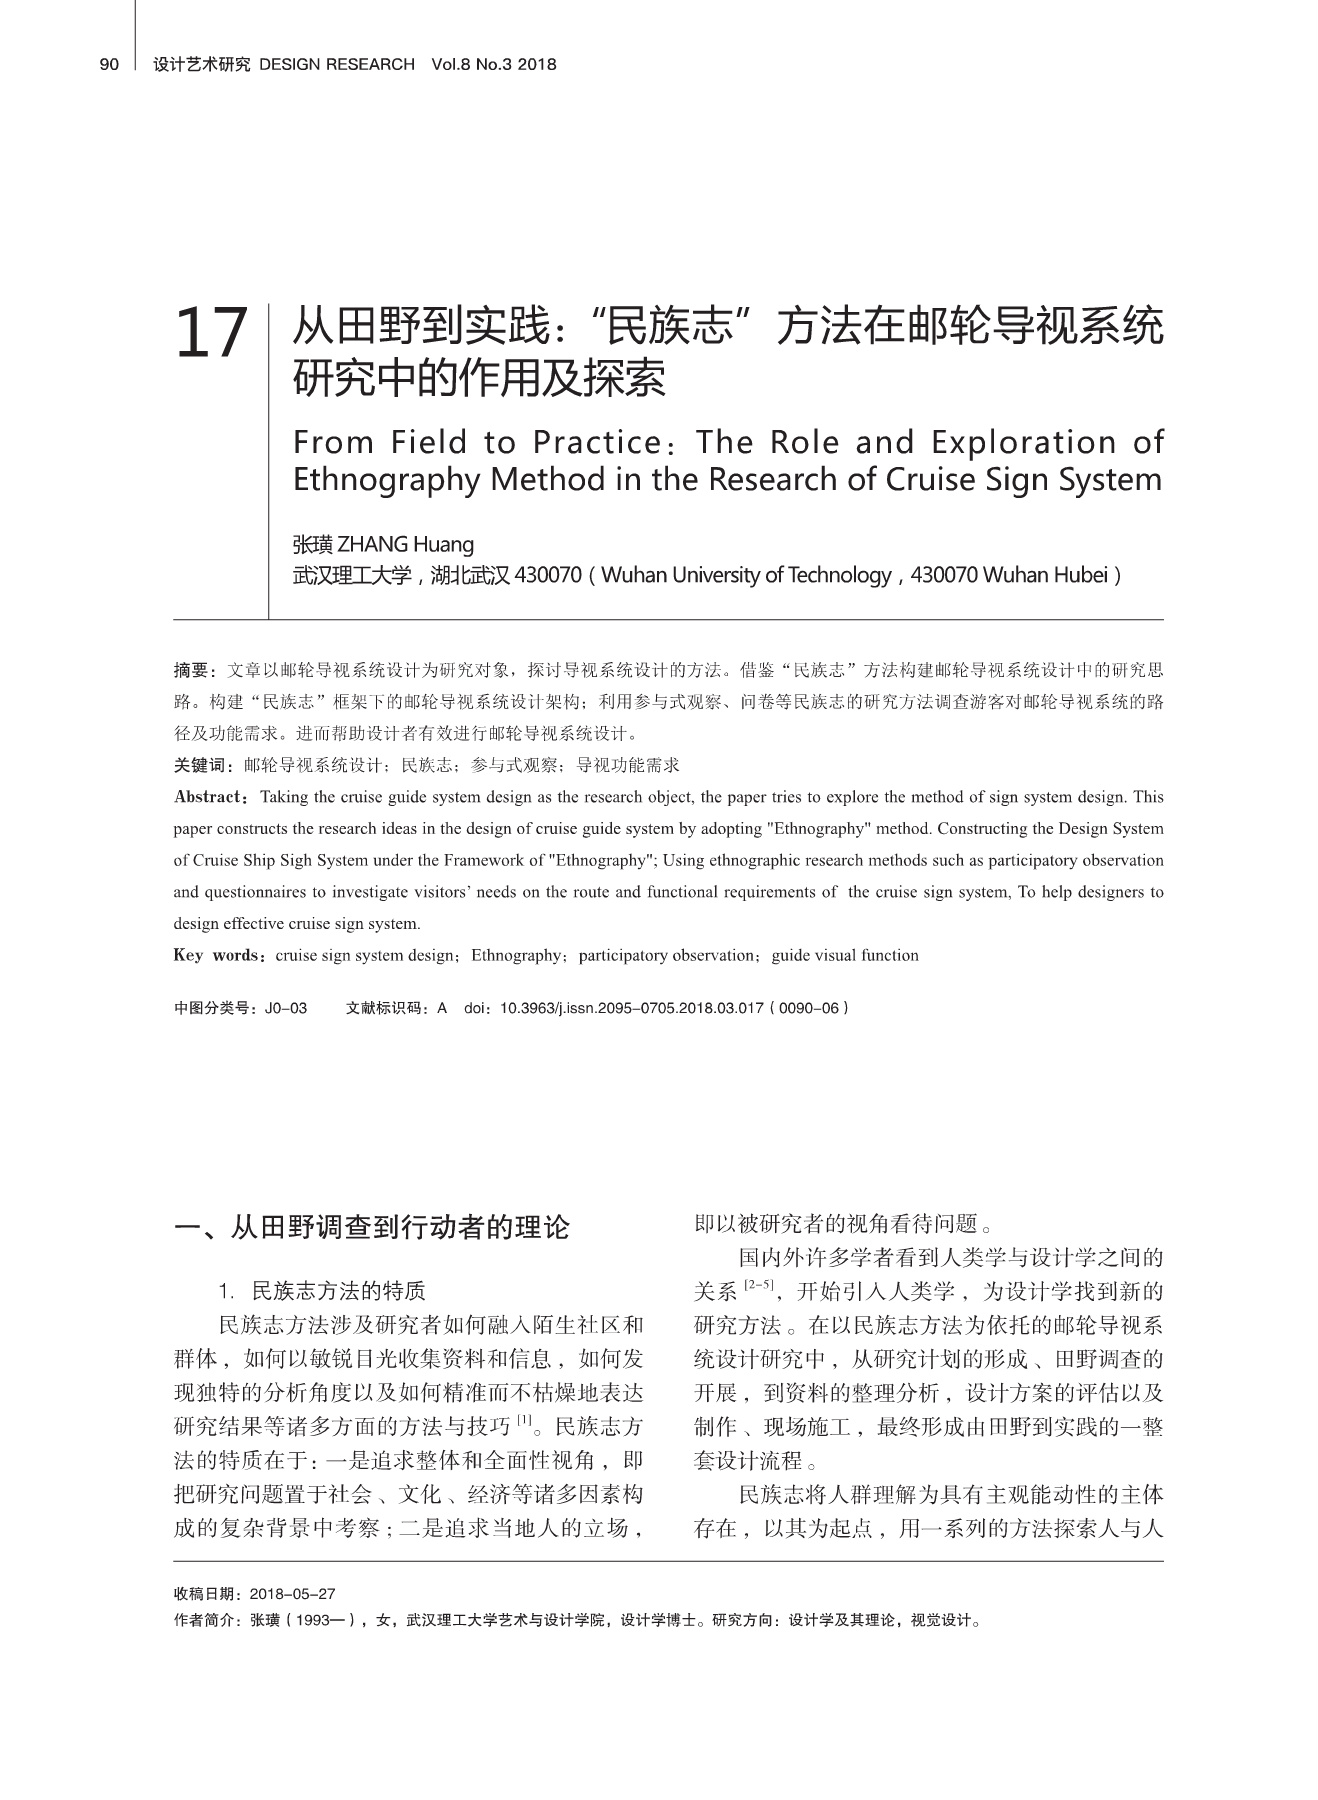 90 设计艺术研究 DESIGN RESEARCH Vol.8 No.3 2018
17
从田野到实践：“民族志”方法在邮轮导视系统
研究中的作用及探索
From Field to Practice：The Role and Exploration of
Ethnography Method in the Research of Cruise Sign System
张璜 ZHANG Huang
武汉理工大学，湖北武汉 430070（Wuhan University of Technology，430070 Wuhan Hubei）
摘要：文章以邮轮导视系统设计为研究对象，探讨导视系统设计的方法。借鉴“民族志”方法构建邮轮导视系统设计中的研究思
路。构建“民族志”框架下的邮轮导视系统设计架构；利用参与式观察、问卷等民族志的研究方法调查游客对邮轮导视系统的路
径及功能需求。进而帮助设计者有效进行邮轮导视系统设计。
关键词：邮轮导视系统设计；民族志；参与式观察；导视功能需求
Abstract：Taking the cruise guide system design as the research object, the paper tries to explore the method of sign system design. This
paper constructs the research ideas in the design of cruise guide system by adopting "Ethnography" method. Constructing the Design System
of Cruise Ship Sigh System under the Framework of "Ethnography"; Using ethnographic research methods such as participatory observation
and questionnaires to investigate visitors’ needs on the route and functional requirements of the cruise sign system, To help designers to
design effective cruise sign system.
Key words：cruise sign system design；Ethnography；participatory observation；guide visual function
中图分类号：J0-03 文献标识码：A doi：10.3963/j.issn.2095-0705.2018.03.017（0090-06）
一、从田野调查到行动者的理论
1. 民族志方法的特质
民族志方法涉及研究者如何融入陌生社区和
群体，如何以敏锐目光收集资料和信息，如何发
现独特的分析角度以及如何精准而不枯燥地表达
研究结果等诸多方面的方法与技巧[1]。民族志方
法的特质在于：一是追求整体和全面性视角，即
把研究问题置于社会、文化、经济等诸多因素构
成的复杂背景中考察；二是追求当地人的立场，
即以被研究者的视角看待问题。
国内外许多学者看到人类学与设计学之间的
关系[2-5]，开始引入人类学，为设计学找到新的
研究方法。在以民族志方法为依托的邮轮导视系
统设计研究中，从研究计划的形成、田野调查的
开展，到资料的整理分析，设计方案的评估以及
制作、现场施工，最终形成由田野到实践的一整
套设计流程。
民族志将人群理解为具有主观能动性的主体
存在，以其为起点，用一系列的方法探索人与人
收稿日期：2018-05-27
作者简介：张璜（1993—），女，武汉理工大学艺术与设计学院，设计学博士。研究方向：设计学及其理论，视觉设计。